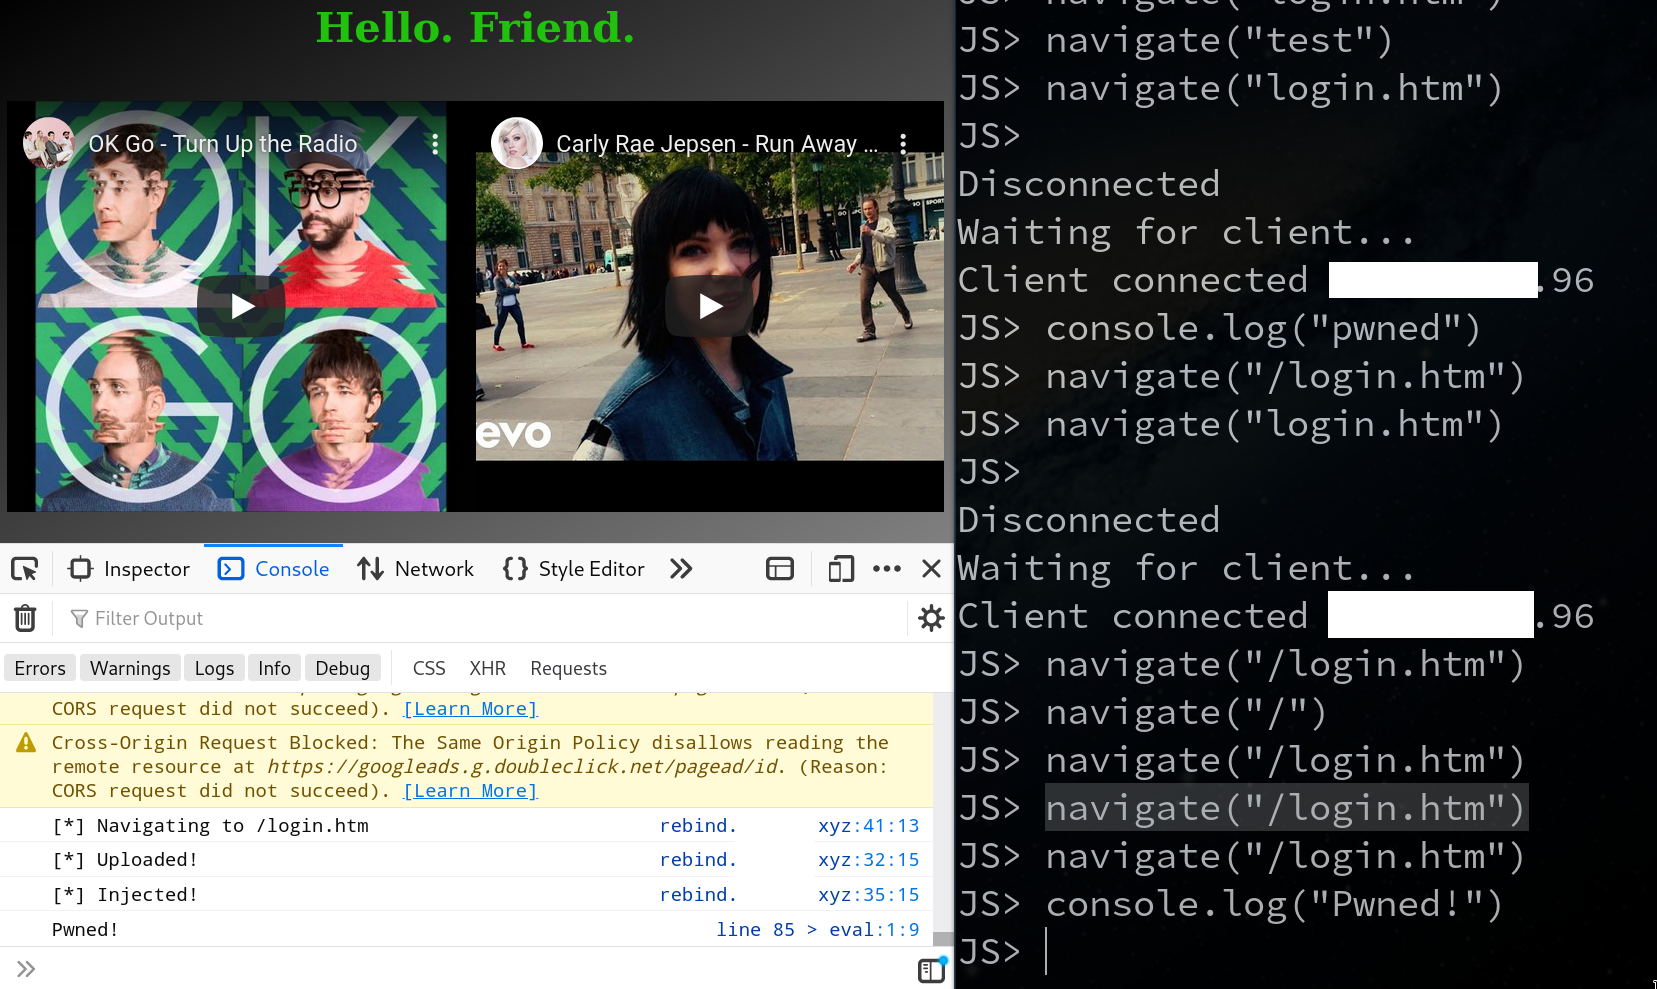 Hello. Friend.
OK Go - Turn Up the Radio
Carly Rae Jepsen - Run Away ...
OK
GO
evo
Inspector
Console
Network
Style Editor
Filter Output
Errors
Warnings
Logs
Info
Debug
CSS
XHR
Requests
CORS request did not succeed). [Learn More]
Cross-Origin Request Blocked: The Same Origin Policy disallows reading the
remote resource at https://googleads.g.doubleclick.net/pagead/id. (Reason:
CORS request did not succeed). [Learn More]
[*] Navigating to /login.htm rebind. xyz:41:13
[*] Uploaded! rebind. xyz:32:15
[*] Injected! rebind. xyz:35:15
Pwned! line 85 > eval:1:9
JS> navigate("login.htm")
JS> navigate("test")
JS> navigate("login.htm")
JS>
Disconnected
Waiting for client...
Client connected .96
JS> console.log("pwned")
JS> navigate("/login.htm")
JS> navigate("login.htm")
JS>
Disconnected
Waiting for client...
Client connected .96
JS> navigate("/login.htm")
JS> navigate("/")
JS> navigate("/login.htm")
JS> navigate("/login.htm")
JS> navigate("/login.htm")
JS> console.log("Pwned!")
JS>